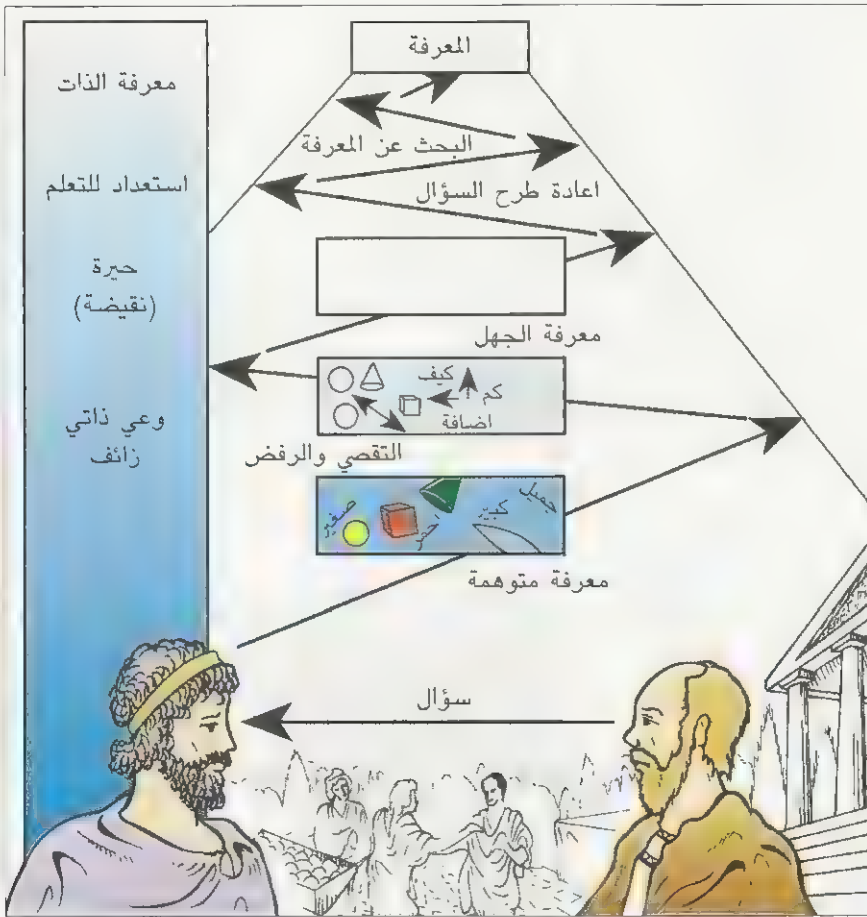 المعرفة
معرفة الذات
البحث عن المعرفة
استعداد للتعلم
اعادة طرح السؤال
حيرة
(نقيضة)
معرفة الجهل
كيف
كم
اضافة
وعي ذاتي
زائف
التقصي والرفض
صغير
احمر
كبير
جميل
معرفة متوهمة
سؤال